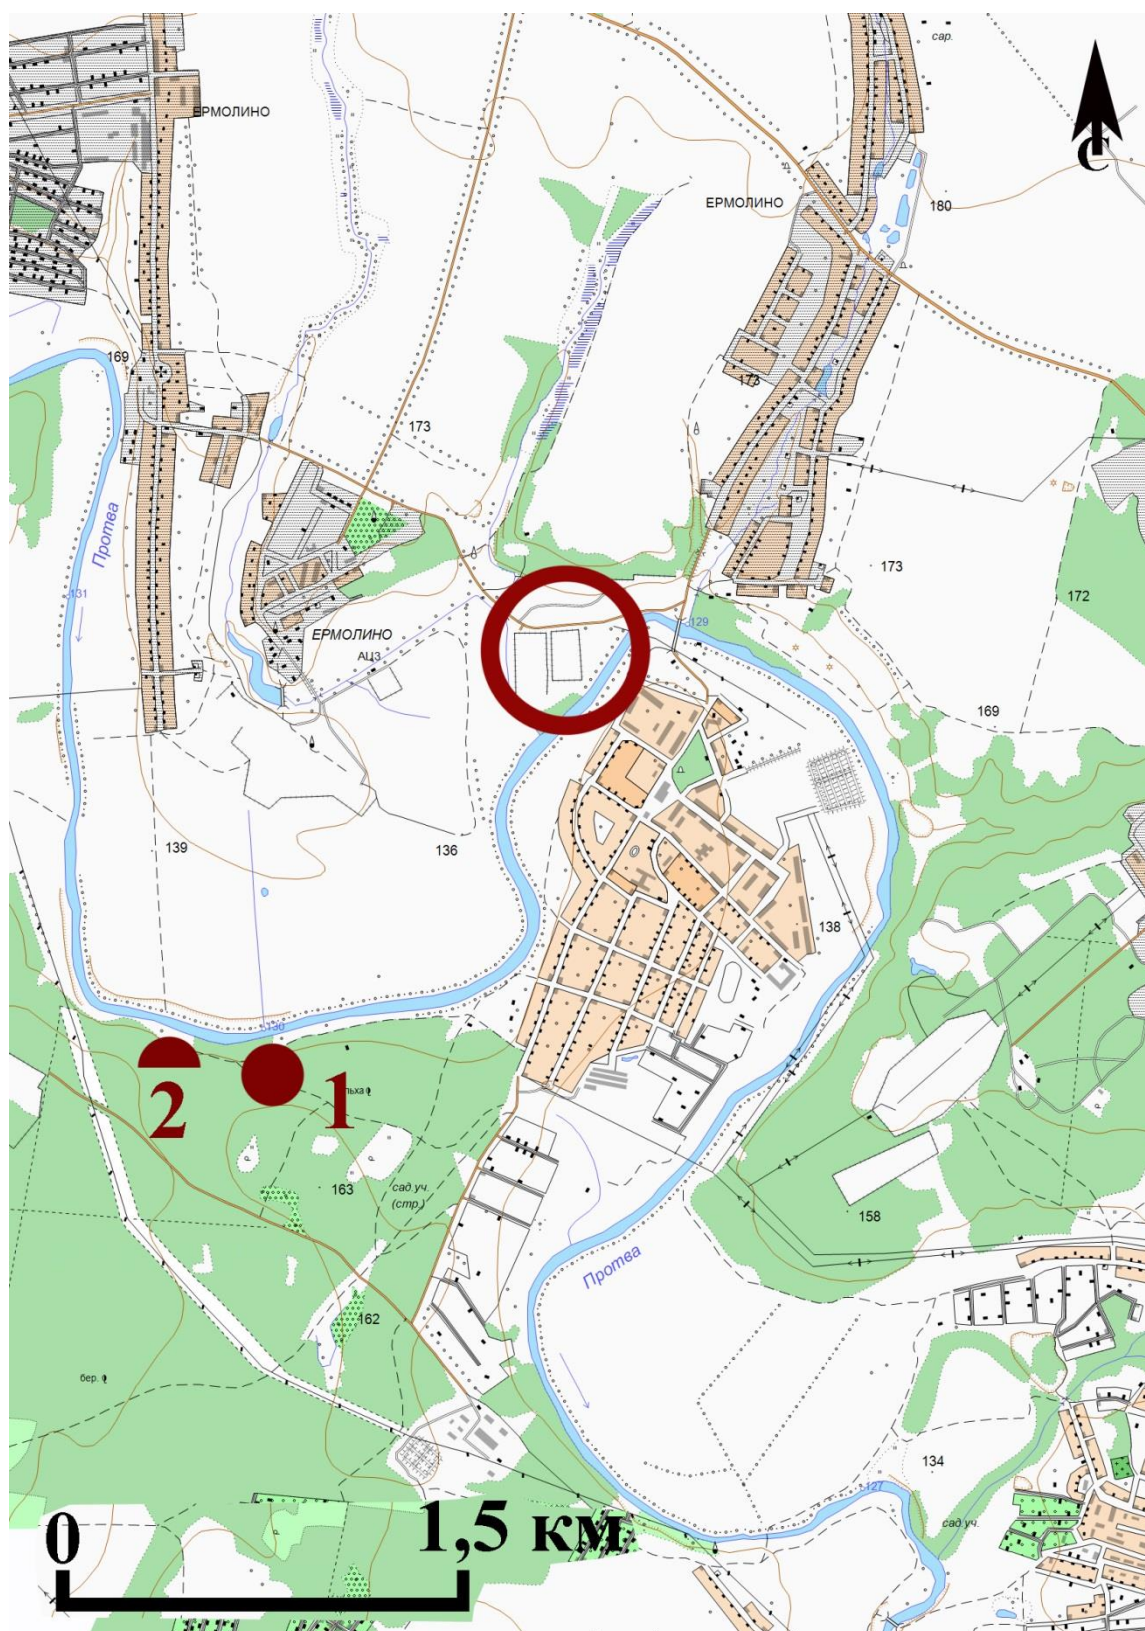 сар.
ЕРМОЛИНО
С
ЕРМОЛИНО
180
169
173
173
Протва
131
173
172
129
ЕРМОЛИНО
АЦЗ
169
139
136
138
130
2
1
льха
163
сад.уч.
(стр.)
158
Протва
162
бер.
134
127
сад.уч.
0
1,5 км